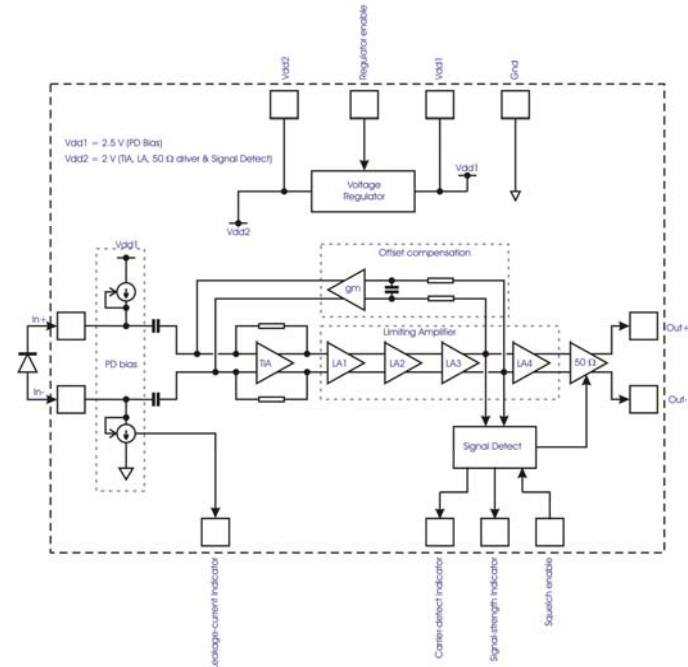 Vdd2
Regulator enable
Vdd1
Gnd
Vdd1 = 2.5 V (PD Bias)
Vdd2 = 2 V (TIA, LA, 50 Ω driver & Signal Detect)
Voltage
Regulator
Vdd1
Vdd2
Vdd1
Offset compensation
gm
In+
Limiting Amplifier
Out+
PD bias
TIA
LA1
LA2
LA3
LA4
50 Ω
In-
Out-
Signal Detect
Leakage-current Indicator
Carrier-detect Indicator
Signal-strength Indicator
Squelch enable